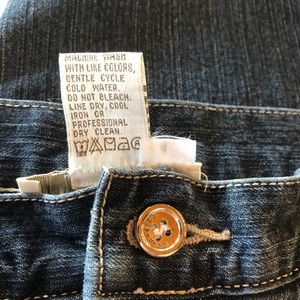 MACHINE WASH
WITH LIKE COLORS,
GENTLE CYCLE
COLD WATER.
DO NOT BLEACH.
LINE DRY, COOL
IRON OR
PROFESSIONAL
DRY CLEAN.